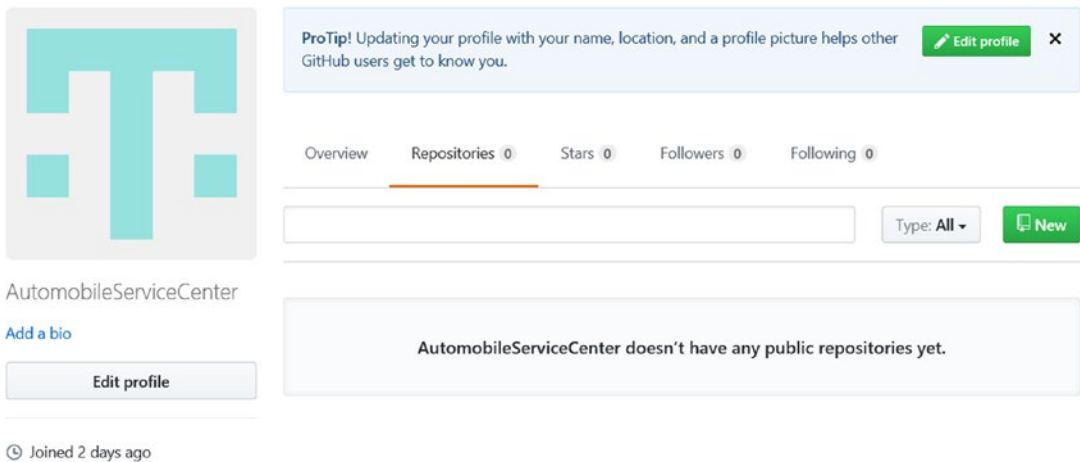 ProTip! Updating your profile with your name, location, and a profile picture helps other
GitHub users get to know you.
Edit profile
Overview Repositories 0 Stars 0 Followers 0 Following 0
Type: All
New
AutomobileServiceCenter
Add a bio
Edit profile
Joined 2 days ago
AutomobileServiceCenter doesn't have any public repositories yet.